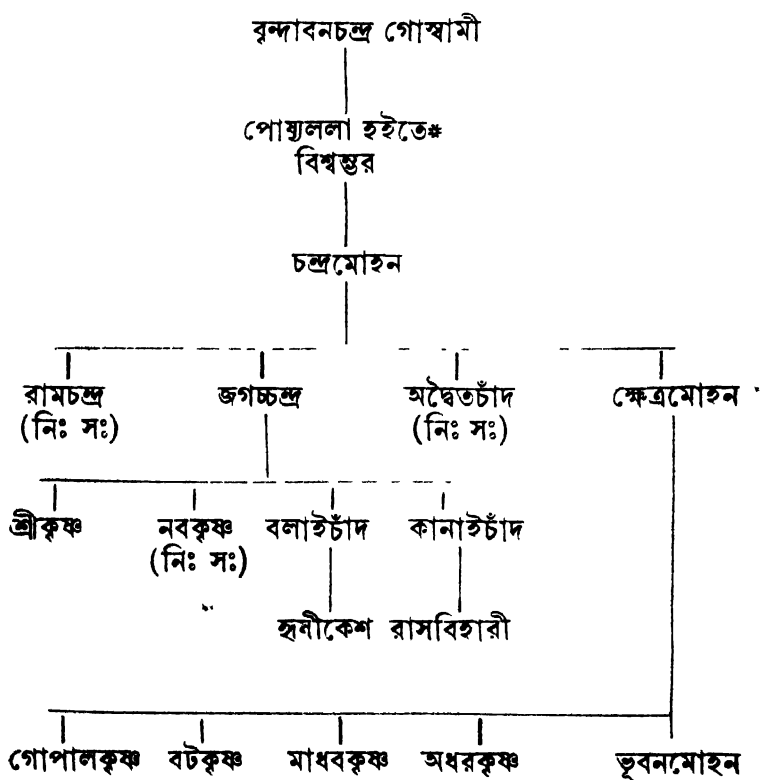 বৃন্দাবনচন্দ্র গোস্বামী
পোষ্যললা হইতে*
বিশ্বম্ভর
চন্দ্রমোহন
রামচন্দ্র জগচ্চন্দ্র অদ্বৈতচাঁদ ক্ষেত্রমোহন
(নিঃ সঃ) (নিঃ সঃ)
শ্রীকৃষ্ণ নবকৃষ্ণ বলাইচাঁদ কানাইচাঁদ
(নিঃ সঃ)
হৃষীকেশ রাসবিহারী
গোপালকৃষ্ণ বটকৃষ্ণ মাধবকৃষ্ণ অধরকৃষ্ণ ভূবনমোহন